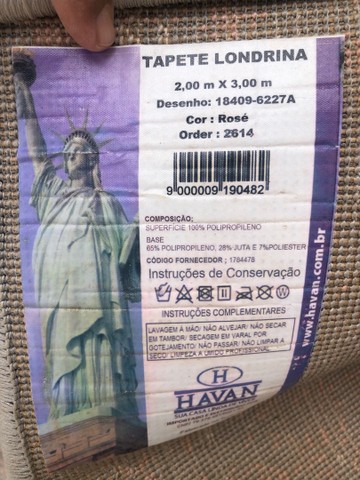 TAPETE LONDRINA
2,00 m X 3,00 m
Desenho: 18409-6227A
Cor : Rosé
Order : 2614
9 000009 190482
COMPOSIÇÃO;
SUPERFICIE 100% POLIPROPILENO
BASE
65% POLIPROPILENO, 28% JUTA E 7%POLIESTER
CÓDIGO FORNECEDOR : 1784478
Instruções de Conservação
INSTRUÇÕES COMPLEMENTARES
LAVAGEM A MÃO/ NÃO ALVEJAR/ NÃO SECAR
EM TAMBOR/ SECAGEM EM VARAL POR
GOTEJAMENTO/ NÃO PASSAR/ NÃO LIMPAR A
SECO/ LIMPEZA A ÚMIDO PROFISSIONAL
H
HAVAN
www.havan.com.br